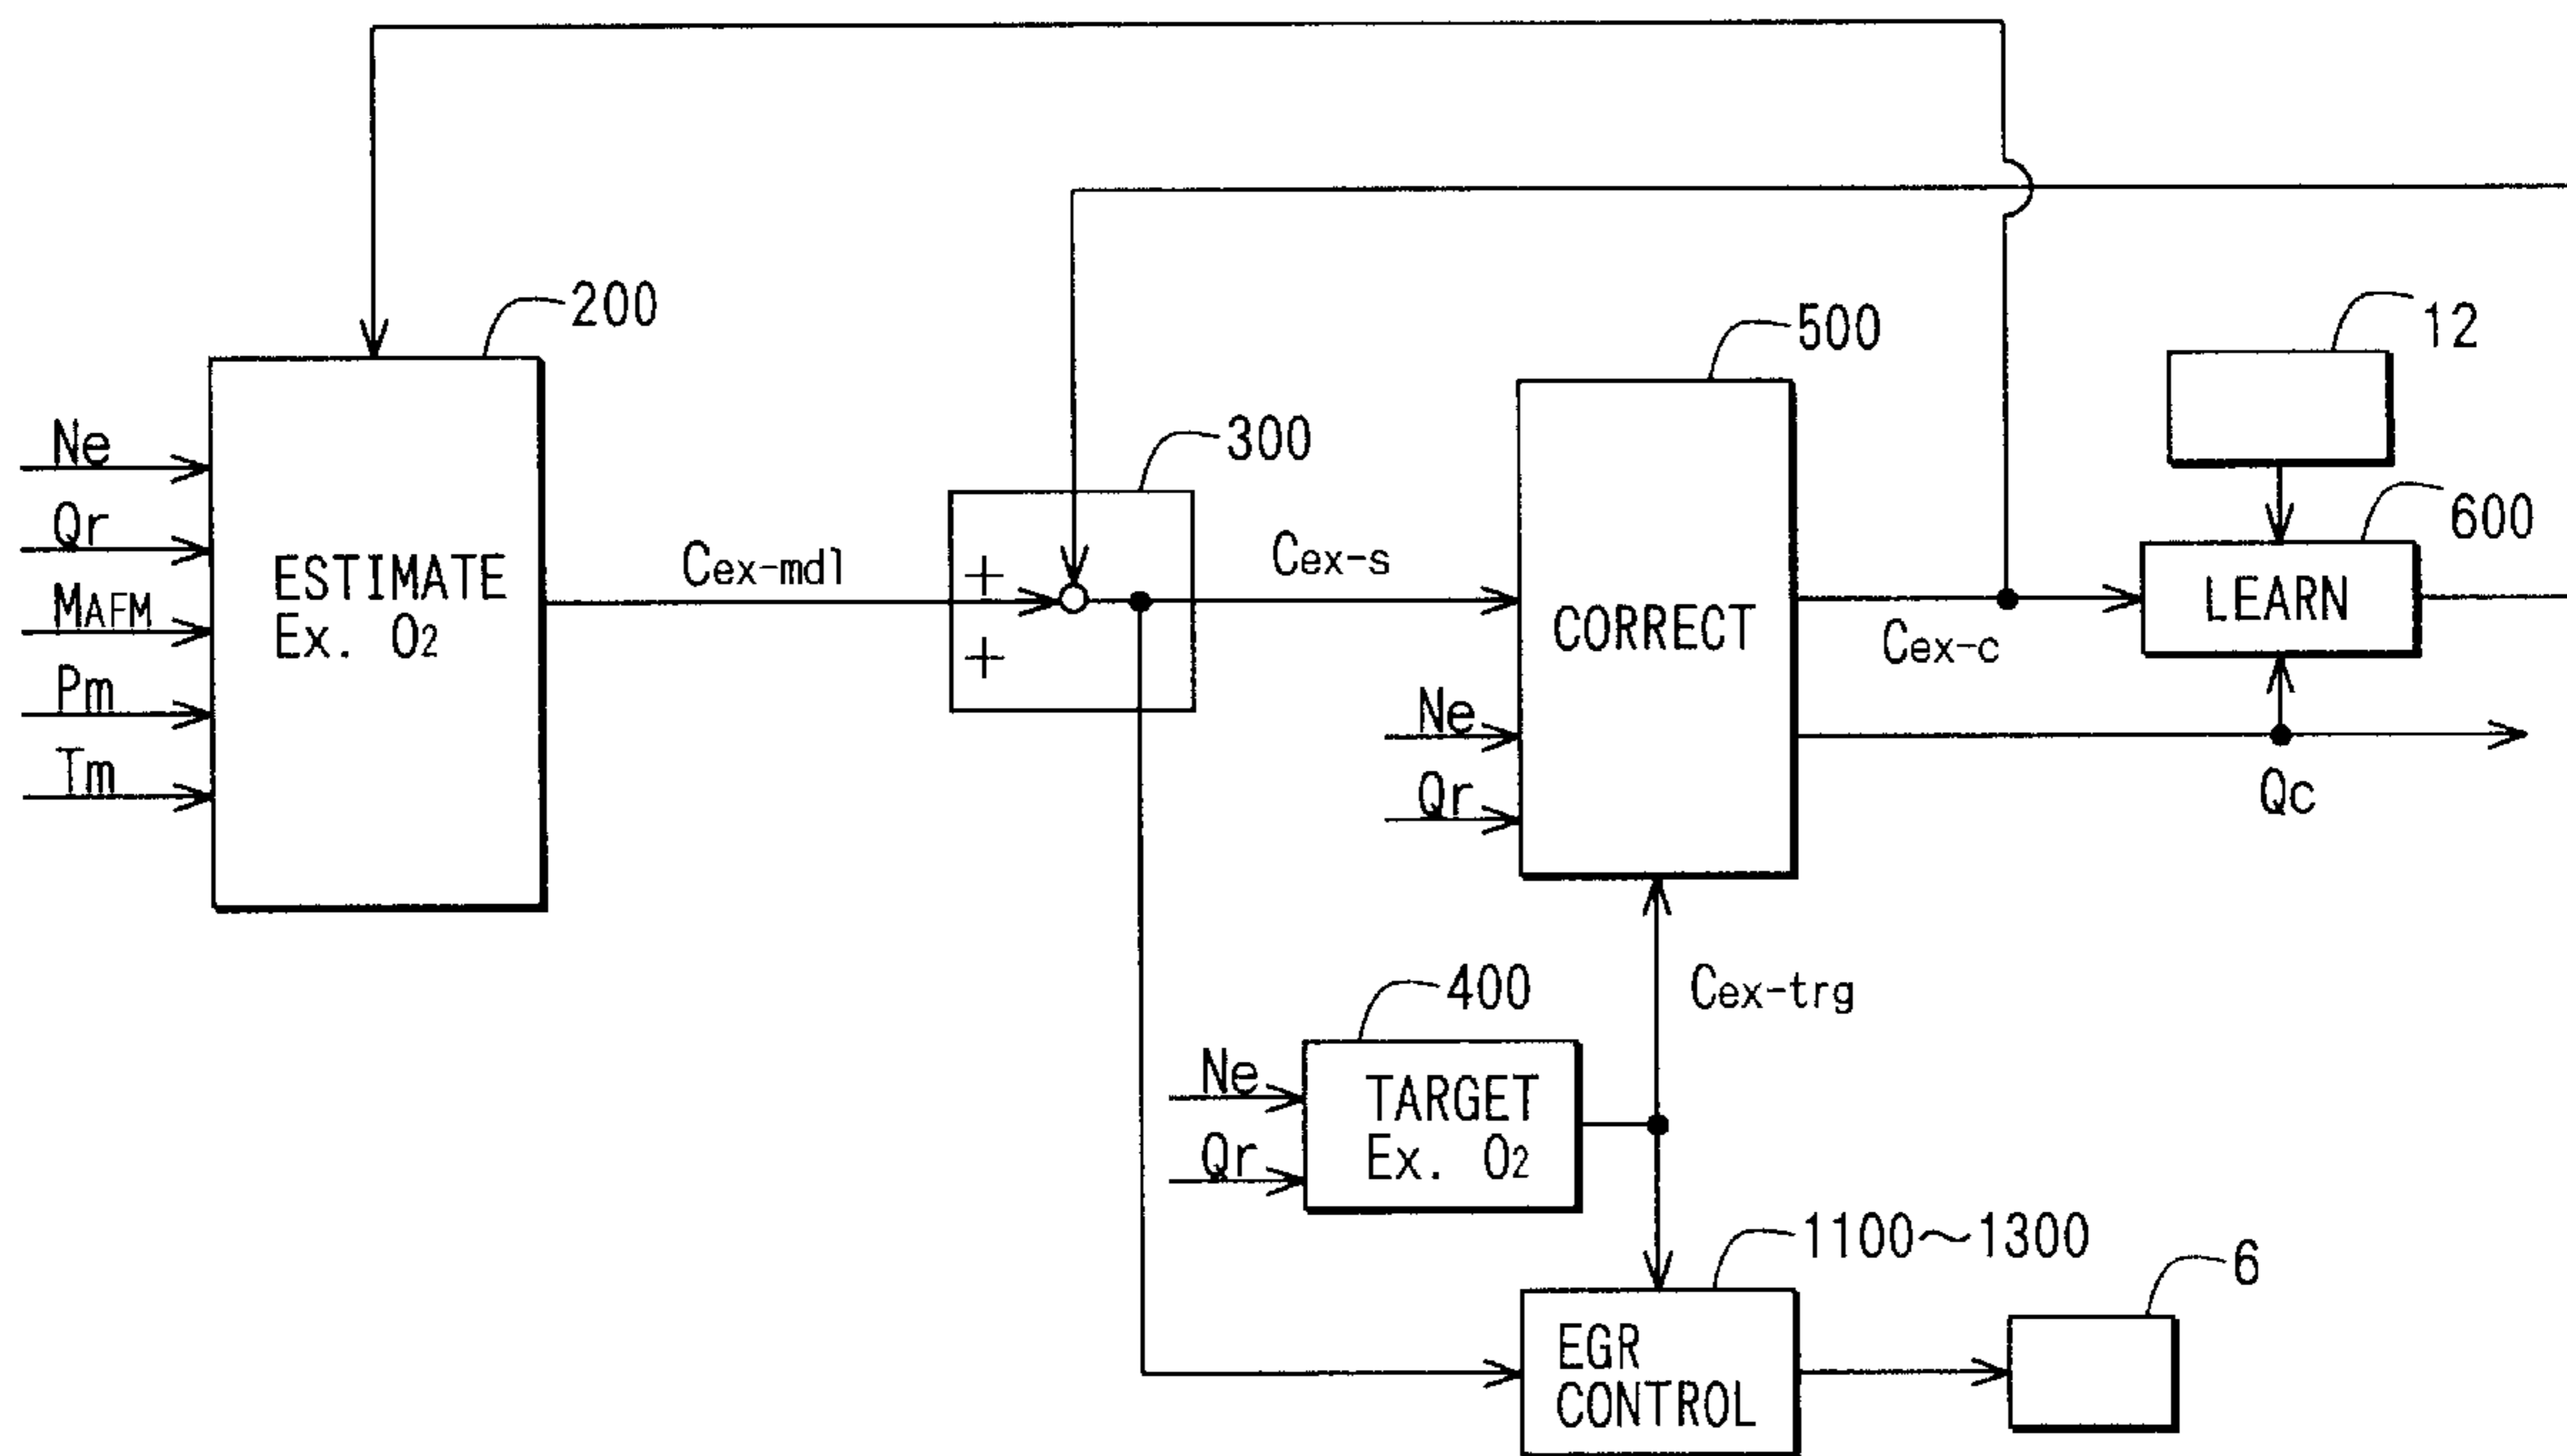 200
500
12
Ne
300
600
Qr
ESTIMATE
Ex. O2
Cex-mdl
+
+
Cex-s
CORRECT
LEARN
MAFM
Cex-c
Pm
Ne
Tm
Qr
Qc
400
Cex-trg
Ne
Qr
TARGET
Ex. O2
1100~1300
6
EGR
CONTROL